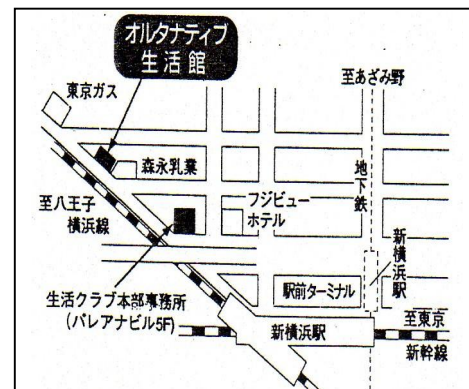 オルタナティブ
生活館
東京ガス
至あざみ野
森永乳業
地下鉄
至八王子
横浜線
フジビュー
ホテル
新横浜駅
生活クラブ本部事務所
(パレアナビル5F)
駅前ターミナル
新横浜駅
至東京
新幹線